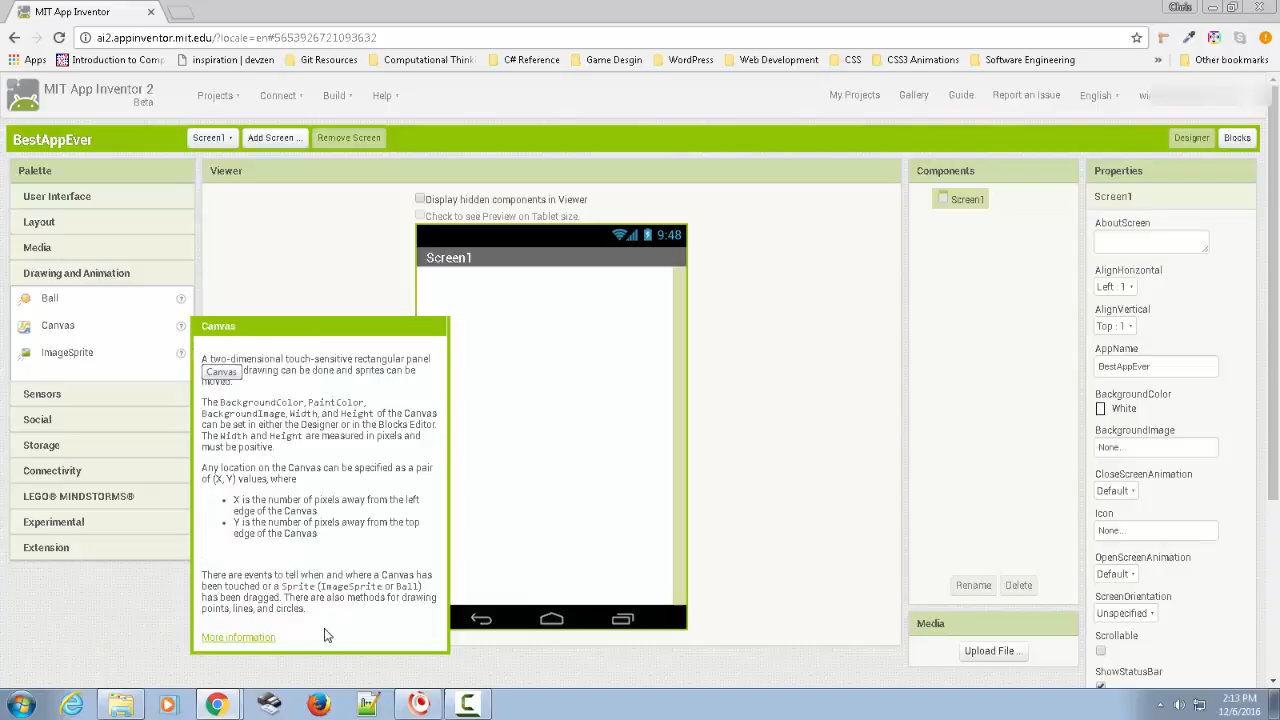 MIT App Inventor
Chris
ai2.appinventor.mit.edu/?locale=en#5653926721093632
Apps
Introduction to Comp
inspiration | devzen
Git Resources
Computational Think
C# Reference
Game Desgin
WordPress
Web Development
CSS
CSS3 Animations
Software Engineering
»
Other bookmarks
MIT App Inventor 2
Beta
Projects
Connect
Build
Help
My Projects
Gallery
Guide
Report an Issue
English
BestAppEver
Screen1
Add Screen ...
Remove Screen
Designer
Blocks
Palette
User Interface
Layout
Media
Drawing and Animation
Ball
?
Canvas
?
ImageSprite
?
Sensors
Social
Storage
Connectivity
LEGO® MINDSTORMS®
Experimental
Extension
Viewer
Display hidden components in Viewer
Check to see Preview on Tablet size.
9:48
Screen1
Canvas
A two-dimensional touch-sensitive rectangular panel
Canvas
drawing can be done and sprites can be
moved.
The BackgroundColor, PaintColor,
BackgroundImage, Width, and Height of the Canvas
can be set in either the Designer or in the Blocks Editor.
The Width and Height are measured in pixels and
must be positive.
Any location on the Canvas can be specified as a pair
of (X, Y) values, where
• X is the number of pixels away from the left
edge of the Canvas
• Y is the number of pixels away from the top
edge of the Canvas
There are events to tell when and where a Canvas has
been touched or a Sprite (ImageSprite or Ball)
has been dragged. There are also methods for drawing
points, lines, and circles.
More information
Components
Screen1
Rename
Delete
Media
Upload File ...
Properties
Screen1
AboutScreen
AlignHorizontal
Left : 1
AlignVertical
Top : 1
AppName
BestAppEver
BackgroundColor
White
BackgroundImage
None...
CloseScreenAnimation
Default
Icon
None...
OpenScreenAnimation
Default
ScreenOrientation
Unspecified
Scrollable
ShowStatusBar
2:13 PM
12/6/2016